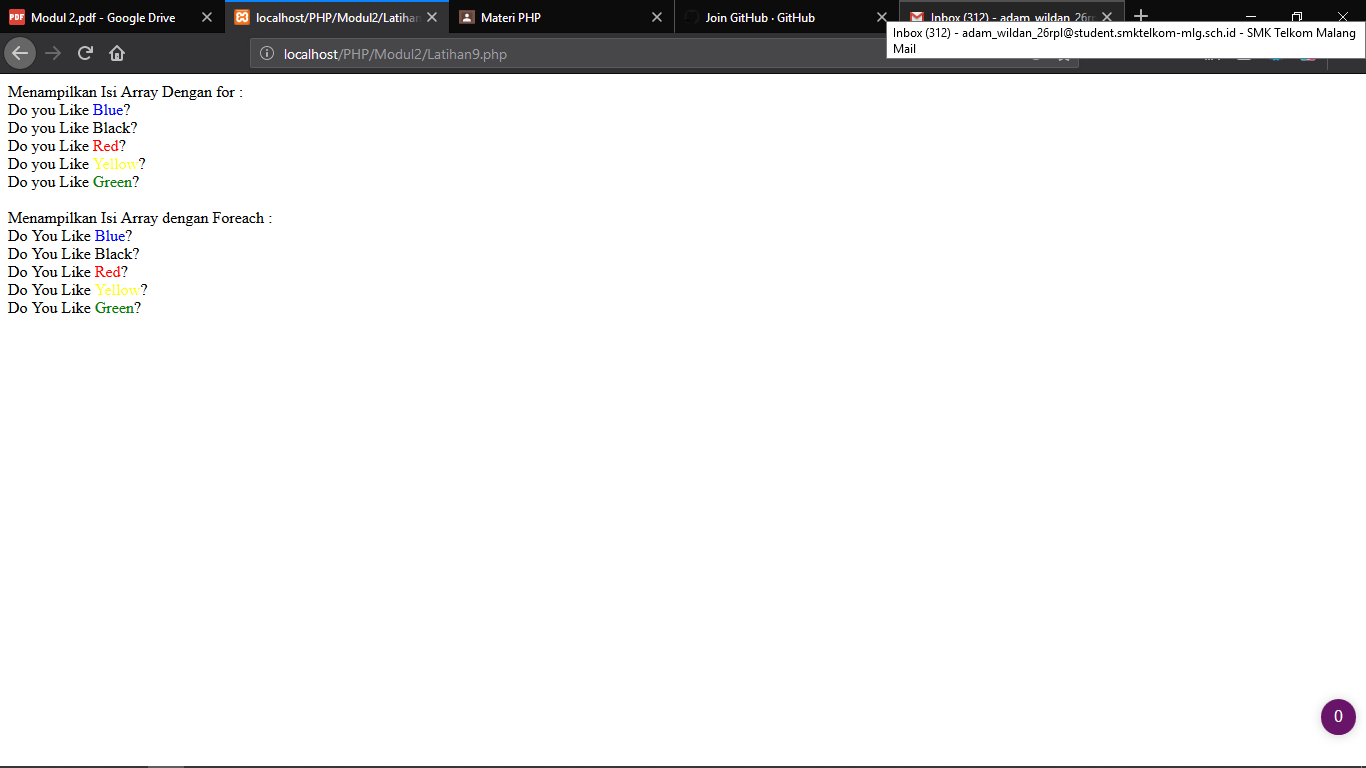 Modul 2.pdf - Google Drive
localhost/PHP/Modul2/Latihan
Materi PHP
Join GitHub · GitHub
Inbox (312) - adam_wildan_26r
localhost/PHP/Modul2/Latihan9.php
Inbox (312) - adam_wildan_26rpl@student.smktelkom-mlg.sch.id - SMK Telkom Malang
Mail
Menampilkan Isi Array Dengan for :
Do you Like Blue?
Do you Like Black?
Do you Like Red?
Do you Like Yellow?
Do you Like Green?
Menampilkan Isi Array dengan Foreach :
Do You Like Blue?
Do You Like Black?
Do You Like Red?
Do You Like Yellow?
Do You Like Green?
0